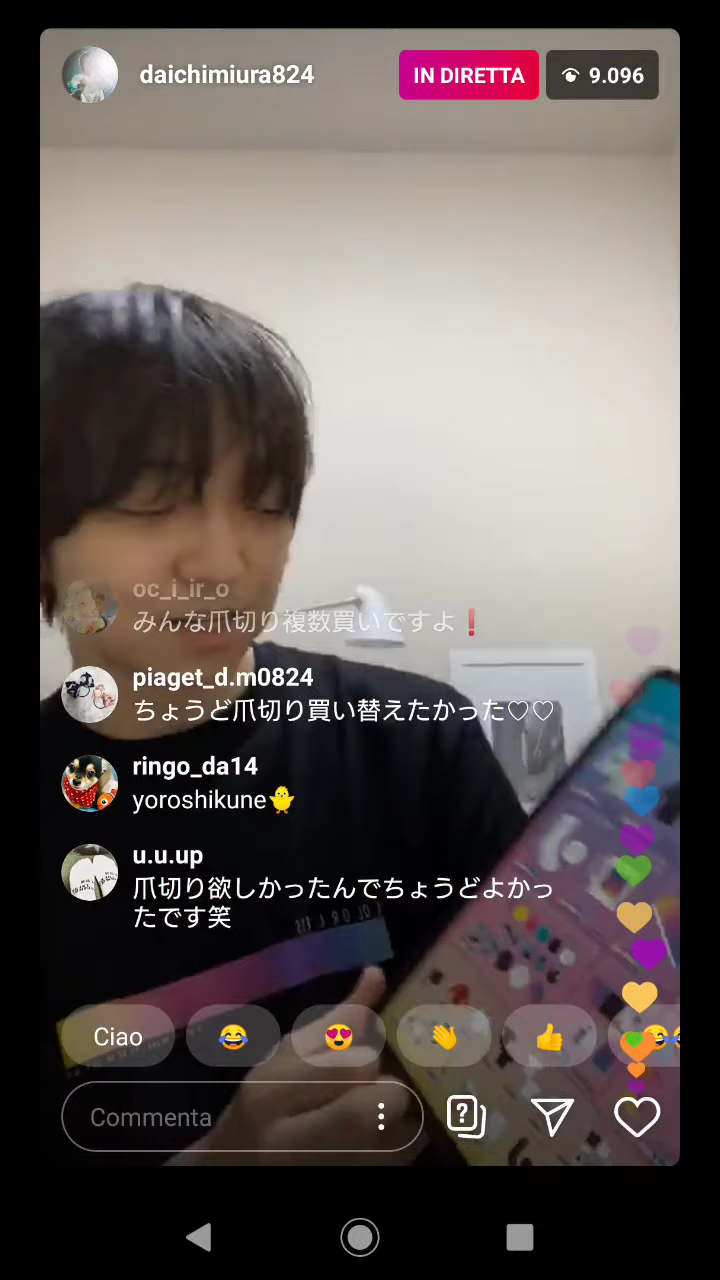 daichimiura824
IN DIRETTA
9.096
oc_i_ir_o
みんな爪切り複数買いですよ❗
piaget_d.m0824
ちょうど爪切り買い替えたかった♡♡
ringo_da14
yoroshikune🐥
u.u.up
爪切り欲しかったんでちょうどよかっ
たです笑
Ciao
😂
😍
👏
👍
😂😂
Commenta